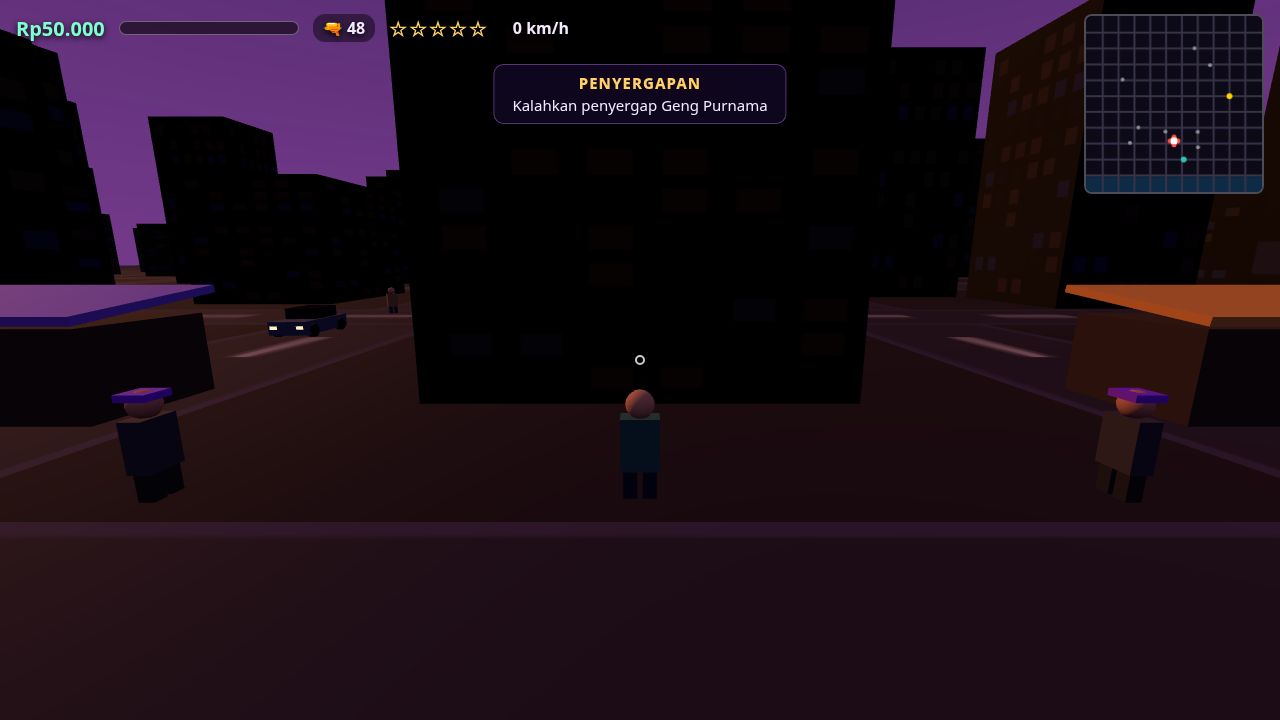 Rp50.000
48
☆☆☆☆☆
0 km/h
PENYERGAPAN
Kalahkan penyergap Geng Purnama